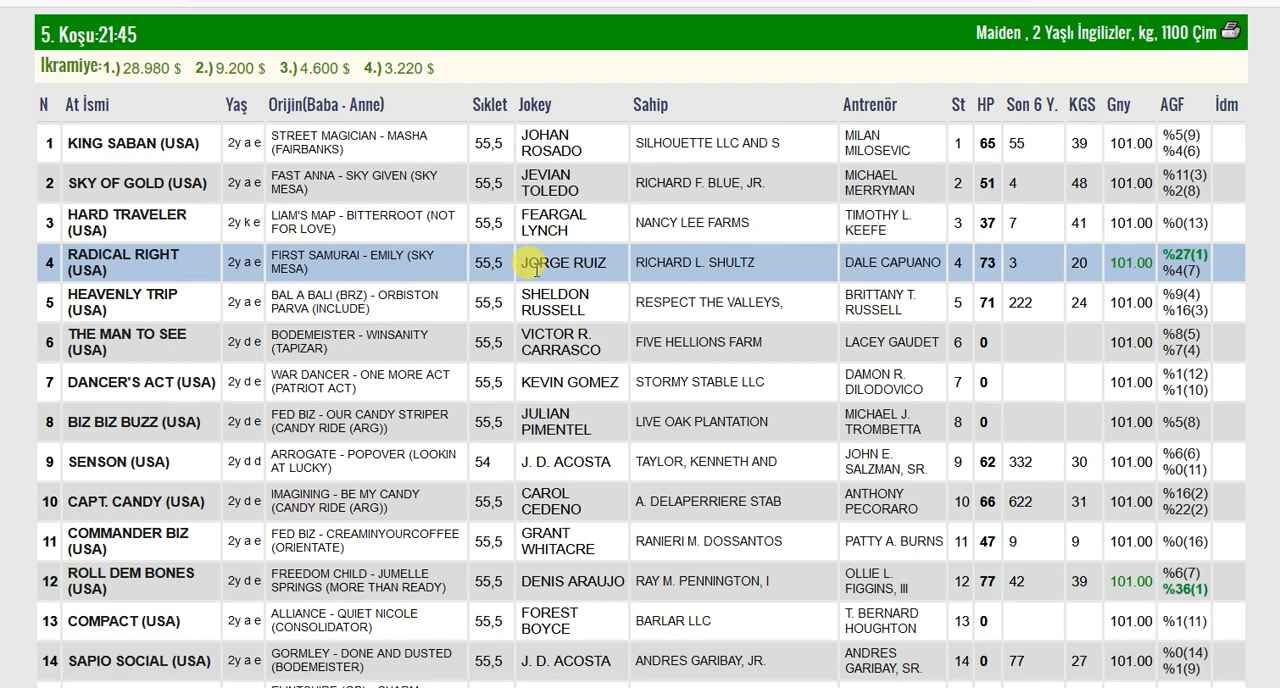 5. Koşu:21:45 Maiden , 2 Yaşlı İngilizler, kg, 1100 Çim
İkramiye:1.) 28.980 $ 2.) 9.200 $ 3.) 4.600 $ 4.) 3.220 $
N At İsmi Yaş Orijin(Baba - Anne) Sıklet Jokey Sahip Antrenör St HP Son 6 Y. KGS Gny AGF İdm
1 KING SABAN (USA) 2y a e STREET MAGICIAN - MASHA (FAIRBANKS) 55,5 JOHAN ROSADO SILHOUETTE LLC AND S MILAN MILOSEVIC 1 65 55 39 101.00 %5(9) %4(6)
2 SKY OF GOLD (USA) 2y a e FAST ANNA - SKY GIVEN (SKY MESA) 55,5 JEVIAN TOLEDO RICHARD F. BLUE, JR. MICHAEL MERRYMAN 2 51 4 48 101.00 %11(3) %2(8)
3 HARD TRAVELER (USA) 2y k e LIAM'S MAP - BITTERROOT (NOT FOR LOVE) 55,5 FEARGAL LYNCH NANCY LEE FARMS TIMOTHY L. KEEFE 3 37 7 41 101.00 %0(13)
4 RADICAL RIGHT (USA) 2y a e FIRST SAMURAI - EMILY (SKY MESA) 55,5 JORGE RUIZ RICHARD L. SHULTZ DALE CAPUANO 4 73 3 20 101.00 %27(1) %4(7)
5 HEAVENLY TRIP (USA) 2y a e BAL A BALI (BRZ) - ORBISTON PARVA (INCLUDE) 55,5 SHELDON RUSSELL RESPECT THE VALLEYS, BRITTANY T. RUSSELL 5 71 222 24 101.00 %9(4) %16(3)
6 THE MAN TO SEE (USA) 2y d e BODEMEISTER - WINSANITY (TAPIZAR) 55,5 VICTOR R. CARRASCO FIVE HELLIONS FARM LACEY GAUDET 6 0 101.00 %8(5) %7(4)
7 DANCER'S ACT (USA) 2y d e WAR DANCER - ONE MORE ACT (PATRIOT ACT) 55,5 KEVIN GOMEZ STORMY STABLE LLC DAMON R. DILODOVICO 7 0 101.00 %1(12) %1(10)
8 BIZ BIZ BUZZ (USA) 2y d e FED BIZ - OUR CANDY STRIPER (CANDY RIDE (ARG)) 55,5 JULIAN PIMENTEL LIVE OAK PLANTATION MICHAEL J. TROMBETTA 8 0 101.00 %5(8)
9 SENSON (USA) 2y d d ARROGATE - POPOVER (LOOKIN AT LUCKY) 54 J. D. ACOSTA TAYLOR, KENNETH AND JOHN E. SALZMAN, SR. 9 62 332 30 101.00 %6(6) %0(11)
10 CAPT. CANDY (USA) 2y d e IMAGINING - BE MY CANDY (CANDY RIDE (ARG)) 55,5 CAROL CEDENO A. DELAPERRIERE STAB ANTHONY PECORARO 10 66 622 31 101.00 %16(2) %22(2)
11 COMMANDER BIZ (USA) 2y a e FED BIZ - CREAMINYOURCOFFEE (ORIENTATE) 55,5 GRANT WHITACRE RANIERI M. DOSSANTOS PATTY A. BURNS 11 47 9 9 101.00 %0(16)
12 ROLL DEM BONES (USA) 2y d e FREEDOM CHILD - JUMELLE SPRINGS (MORE THAN READY) 55,5 DENIS ARAUJO RAY M. PENNINGTON, I OLLIE L. FIGGINS, III 12 77 42 39 101.00 %6(7) %36(1)
13 COMPACT (USA) 2y a e ALLIANCE - QUIET NICOLE (CONSOLIDATOR) 55,5 FOREST BOYCE BARLAR LLC T. BERNARD HOUGHTON 13 0 101.00 %1(11)
14 SAPIO SOCIAL (USA) 2y a e GORMLEY - DONE AND DUSTED (BODEMEISTER) 55,5 J. D. ACOSTA ANDRES GARIBAY, JR. ANDRES GARIBAY, SR. 14 0 77 27 101.00 %0(14) %1(9)